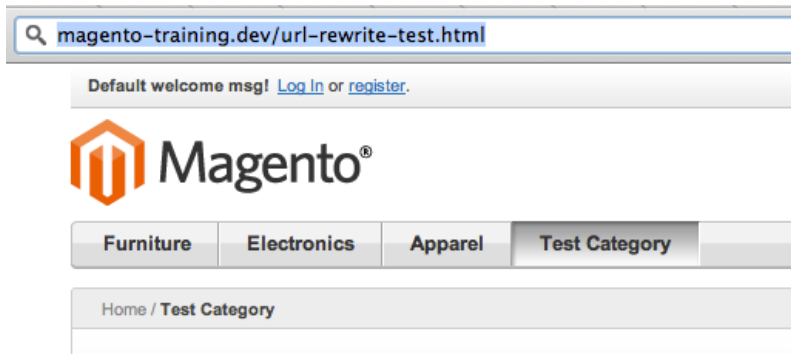 magento-training.dev/url-rewrite-test.html
Default welcome msg! Log In or register.
Magento®
Furniture Electronics Apparel Test Category
Home / Test Category